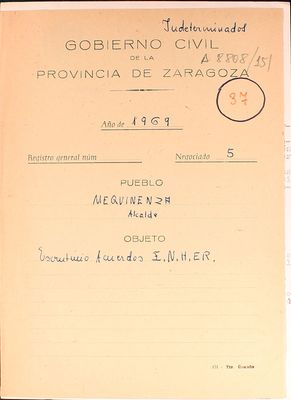 Indeterminados
GOBIERNO CIVIL
DE LA
PROVINCIA DE ZARAGOZA
A 8808/15
37
Año de 1969
Registro general núm
Negociado 5
PUEBLO
MEQUINENZA
Alcalde
OBJETO
Escrutinio Acuerdos I.N.H.E.R.